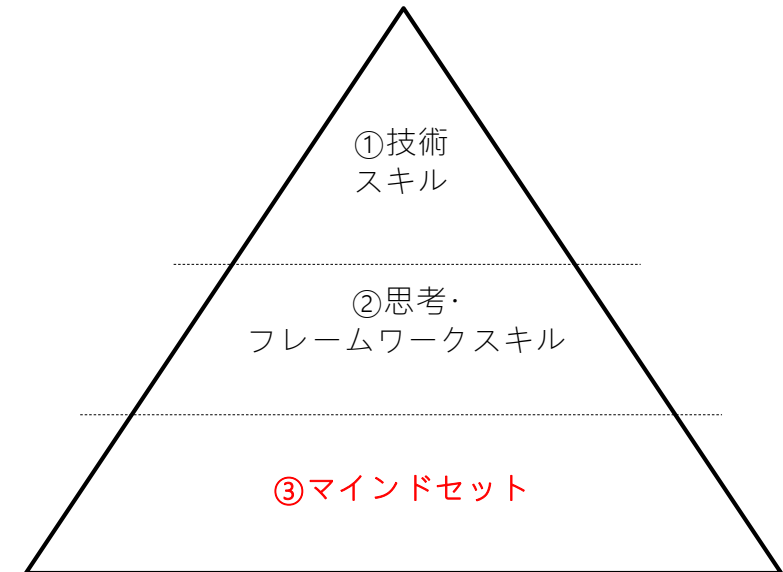 ①技術
スキル
②思考･
フレームワークスキル
③マインドセット